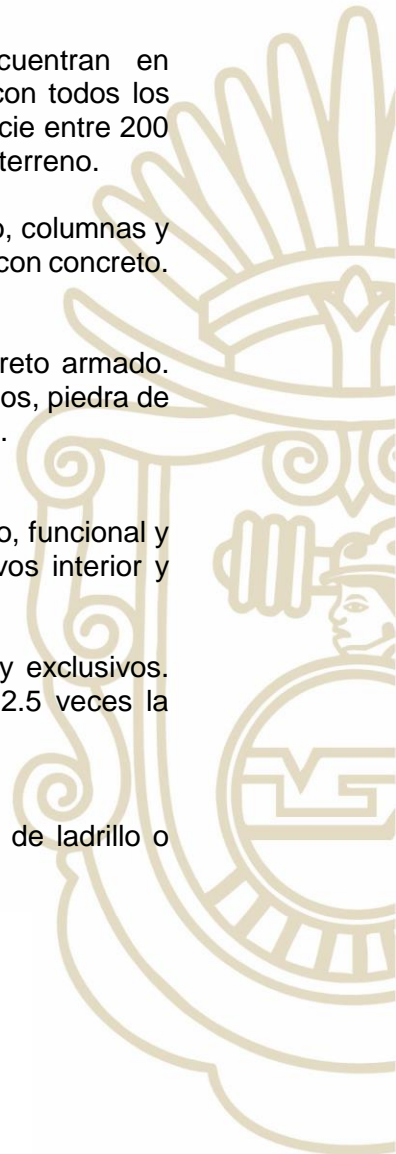 cuentran en
con todos los
cie entre 200
terreno.
o, columnas y
con concreto.
reto armado.
os, piedra de
.
o, funcional y
vos interior y
y exclusivos.
2.5 veces la
de ladrillo o